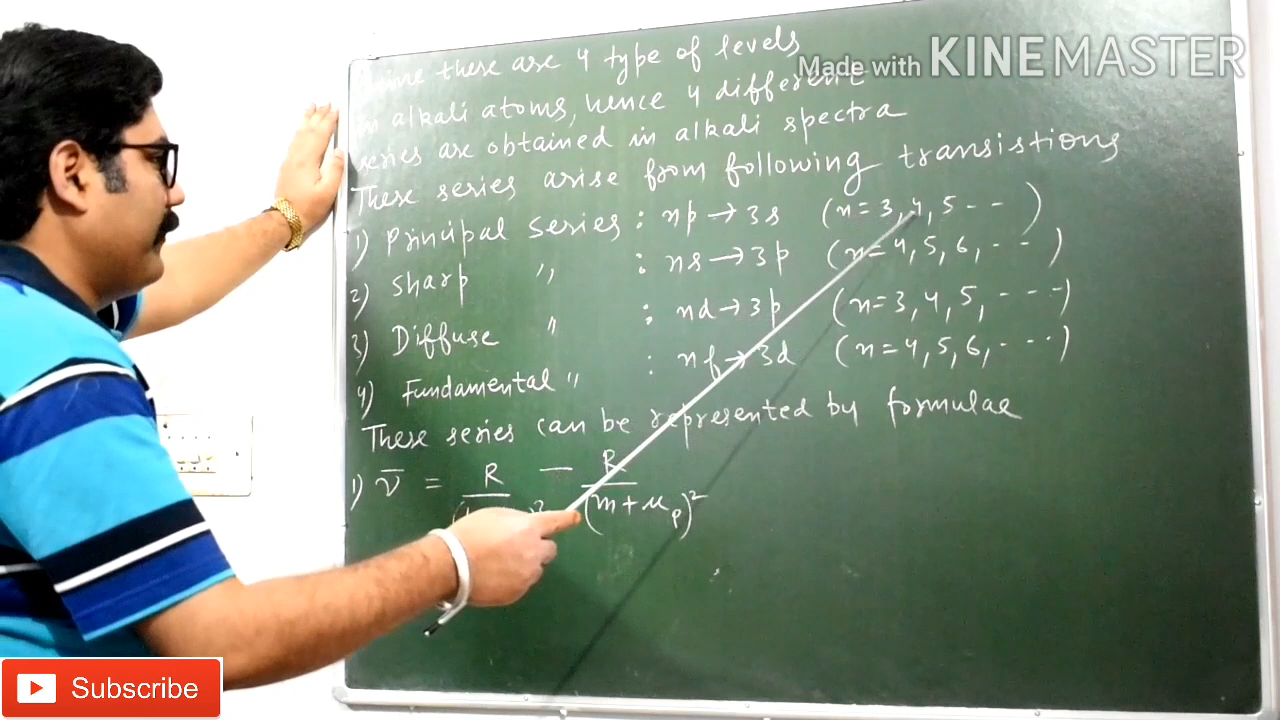 there are 4 type of levels
Made with KINEMASTER
in alkali atoms, hence 4 different
series are obtained in alkali spectra
These series arise from following transistions
1) Principal series : np → 3s (n = 3, 4, 5 - - )
2) Sharp " : ns → 3p (n = 4, 5, 6, - - )
3) Diffuse " : nd → 3p (n = 3, 4, 5, - - - )
4) Fundamental " : nf → 3d (n = 4, 5, 6, - - - )
These series can be represented by formulae
1) ν̄ = R — R
(m + μp)²
Subscribe